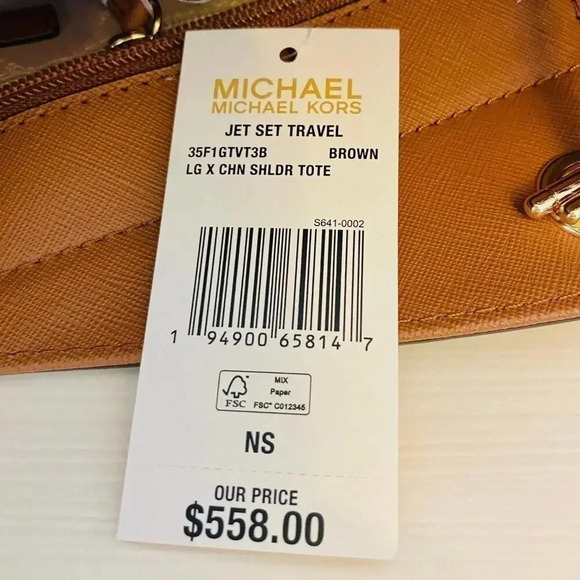 MICHAEL
MICHAEL KORS
JET SET TRAVEL
35F1GTVT3B BROWN
LG X CHN SHLDR TOTE
S641-0002
1 94900 65814 7
FSC
MIX
Paper
FSC™ C012345
NS
OUR PRICE
$558.00